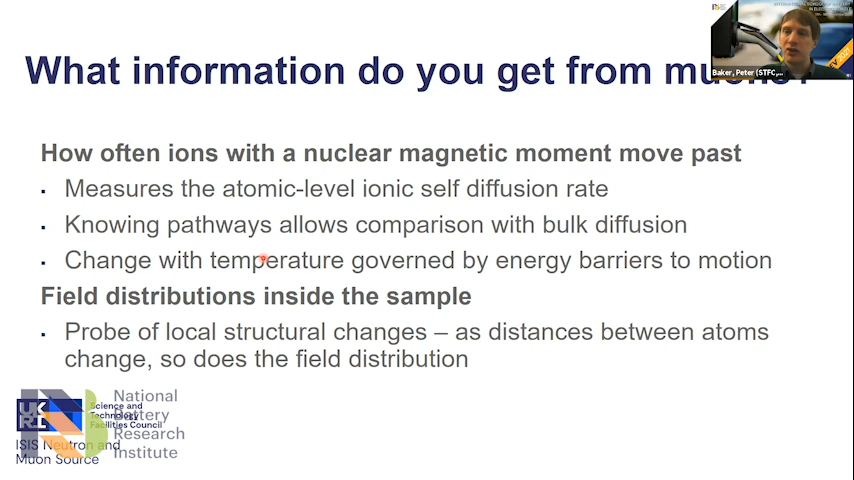 What information do you get from muons?
Baker, Peter (STFC,
How often ions with a nuclear magnetic moment move past
▪ Measures the atomic-level ionic self diffusion rate
▪ Knowing pathways allows comparison with bulk diffusion
▪ Change with temperature governed by energy barriers to motion
Field distributions inside the sample
▪ Probe of local structural changes – as distances between atoms
change, so does the field distribution
UK
RI
Science and
Technology
Facilities Council
ISIS Neutron and
Muon Source
National
Battery
Research
Institute